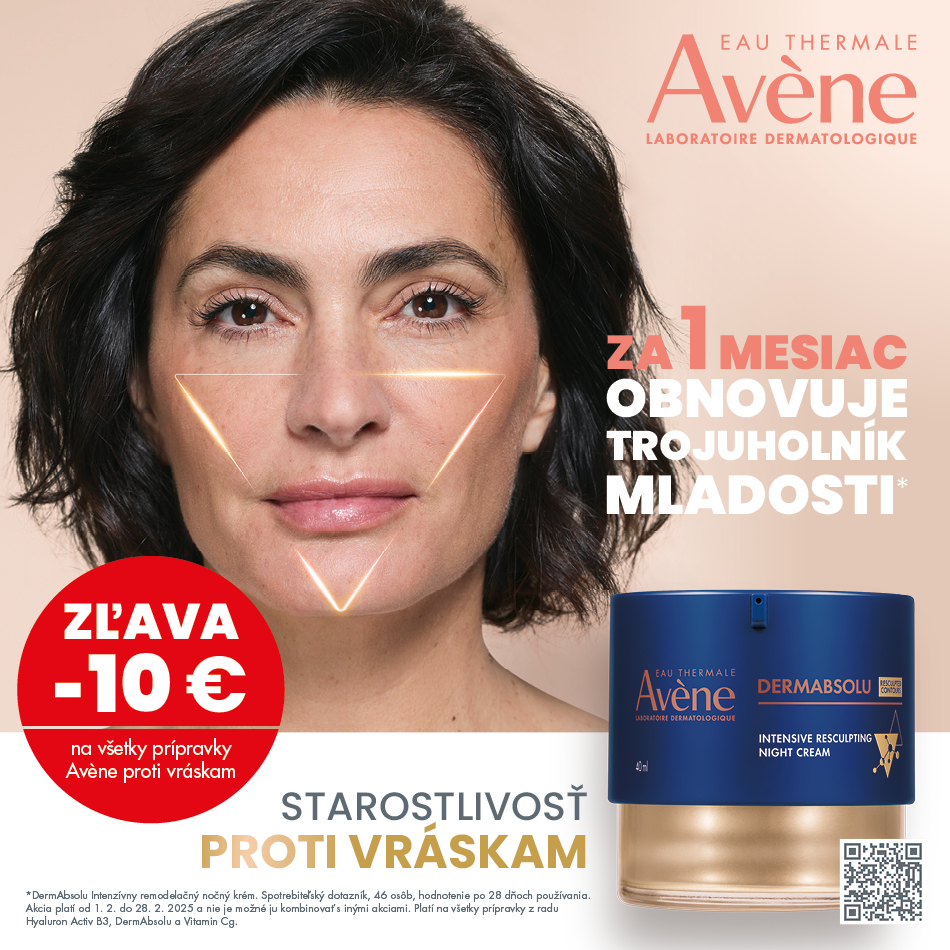 EAU THERMALE
Avène
LABORATOIRE DERMATOLOGIQUE
ZA 1 MESIAC
OBNOVUJE
TROJUHOLNÍK
MLADOSTI*
ZĽAVA
-10 €
na všetky prípravky
Avène proti vráskam
EAU THERMALE
Avène
LABORATOIRE DERMATOLOGIQUE
DERMABSOLU
RESCULPTED
CONTOURS
INTENSIVE RESCULPTING
NIGHT CREAM
40 ml
STAROSTLIVOSŤ
PROTI VRÁSKAM
*DermAbsolu Intenzívny remodelačný nočný krém. Spotrebiteľský dotazník, 46 osôb, hodnotenie po 28 dňoch používania.
Akcia platí od 1. 2. do 28. 2. 2025 a nie je možné ju kombinovať s inými akciami. Platí na všetky prípravky z radu
Hyaluron Activ B3, DermAbsolu a Vitamín Cg.